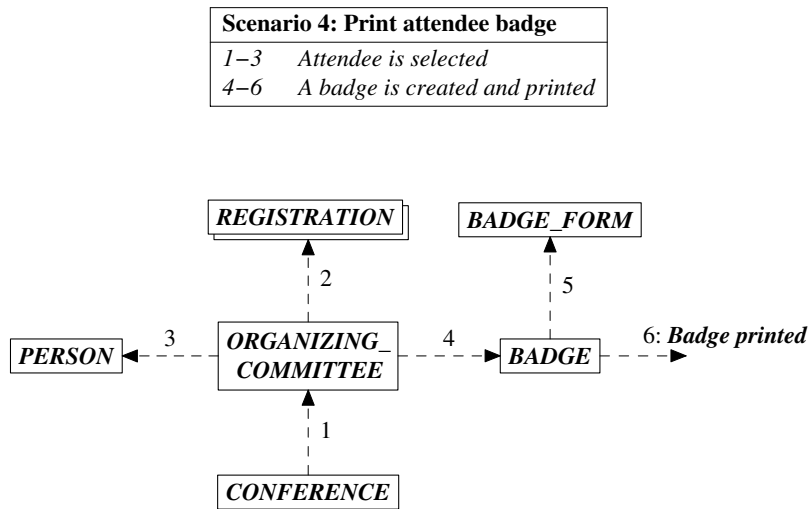 Scenario 4: Print attendee badge
1–3 Attendee is selected
4–6 A badge is created and printed
REGISTRATION
BADGE_FORM
2
5
PERSON
3
ORGANIZING_
COMMITTEE
4
BADGE
6: Badge printed
1
CONFERENCE